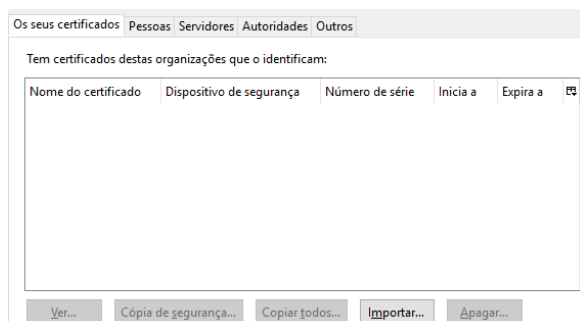 Os seus certificados Pessoas Servidores Autoridades Outros
Tem certificados destas organizações que o identificam:
Nome do certificado Dispositivo de segurança Número de série Inicia a Expira a
Ver... Cópia de segurança... Copiar todos... Importar... Apagar...